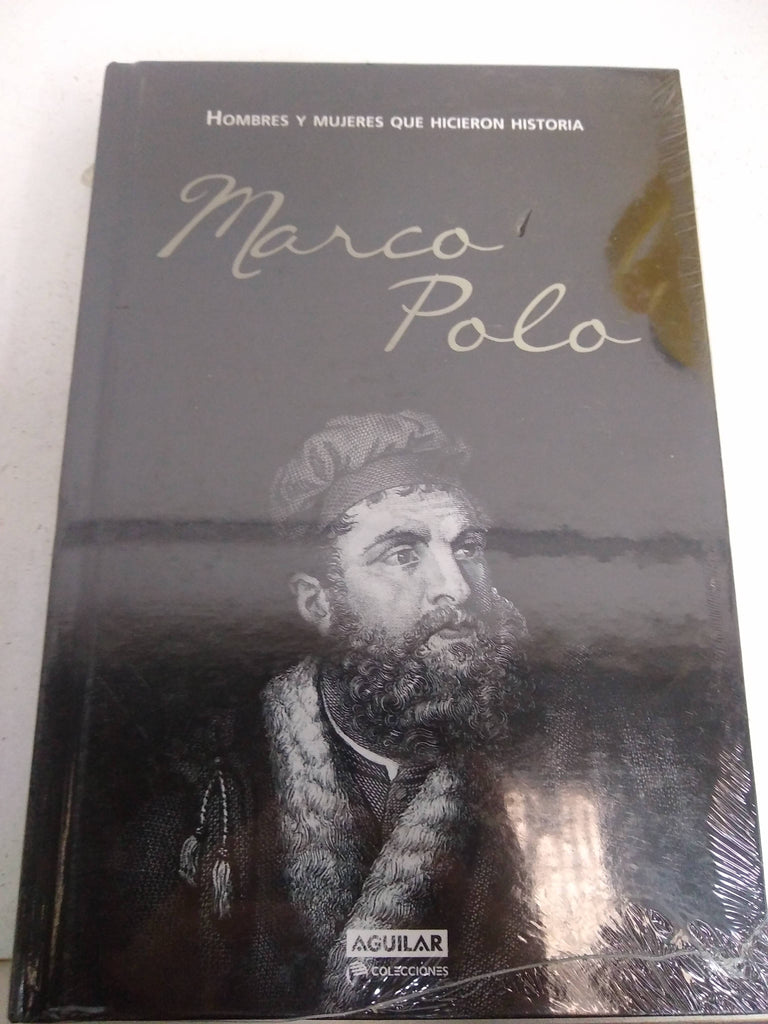 HOMBRES Y MUJERES QUE HICIERON HISTORIA
Marco
Polo
AGUILAR
COLECCIONES